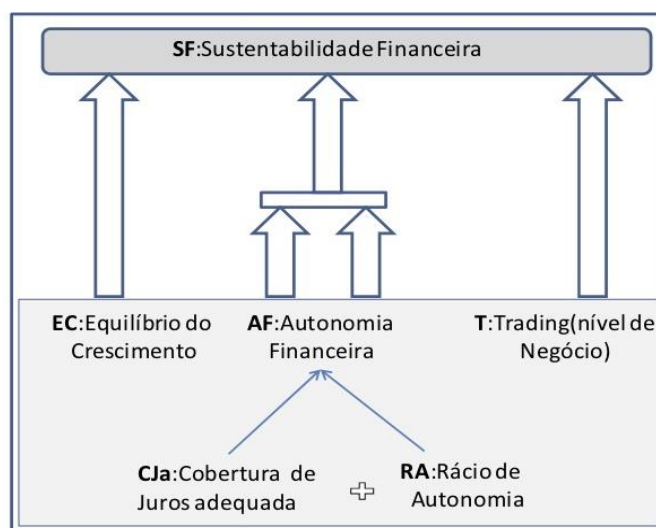 SF:Sustentabilidade Financeira
EC:Equilíbrio do
Crescimento
AF:Autonomia
Financeira
T:Trading(nível de
Negócio)
CJa:Cobertura de
Juros adequada
RA:Rácio de
Autonomia